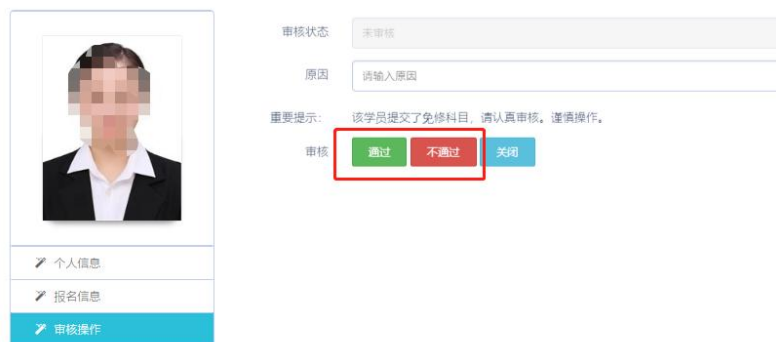 审核状态 未审核
原因 请输入原因
重要提示： 该学员提交了免修科目，请认真审核。谨慎操作。
审核 通过 不通过 关闭
个人信息
报名信息
审核操作